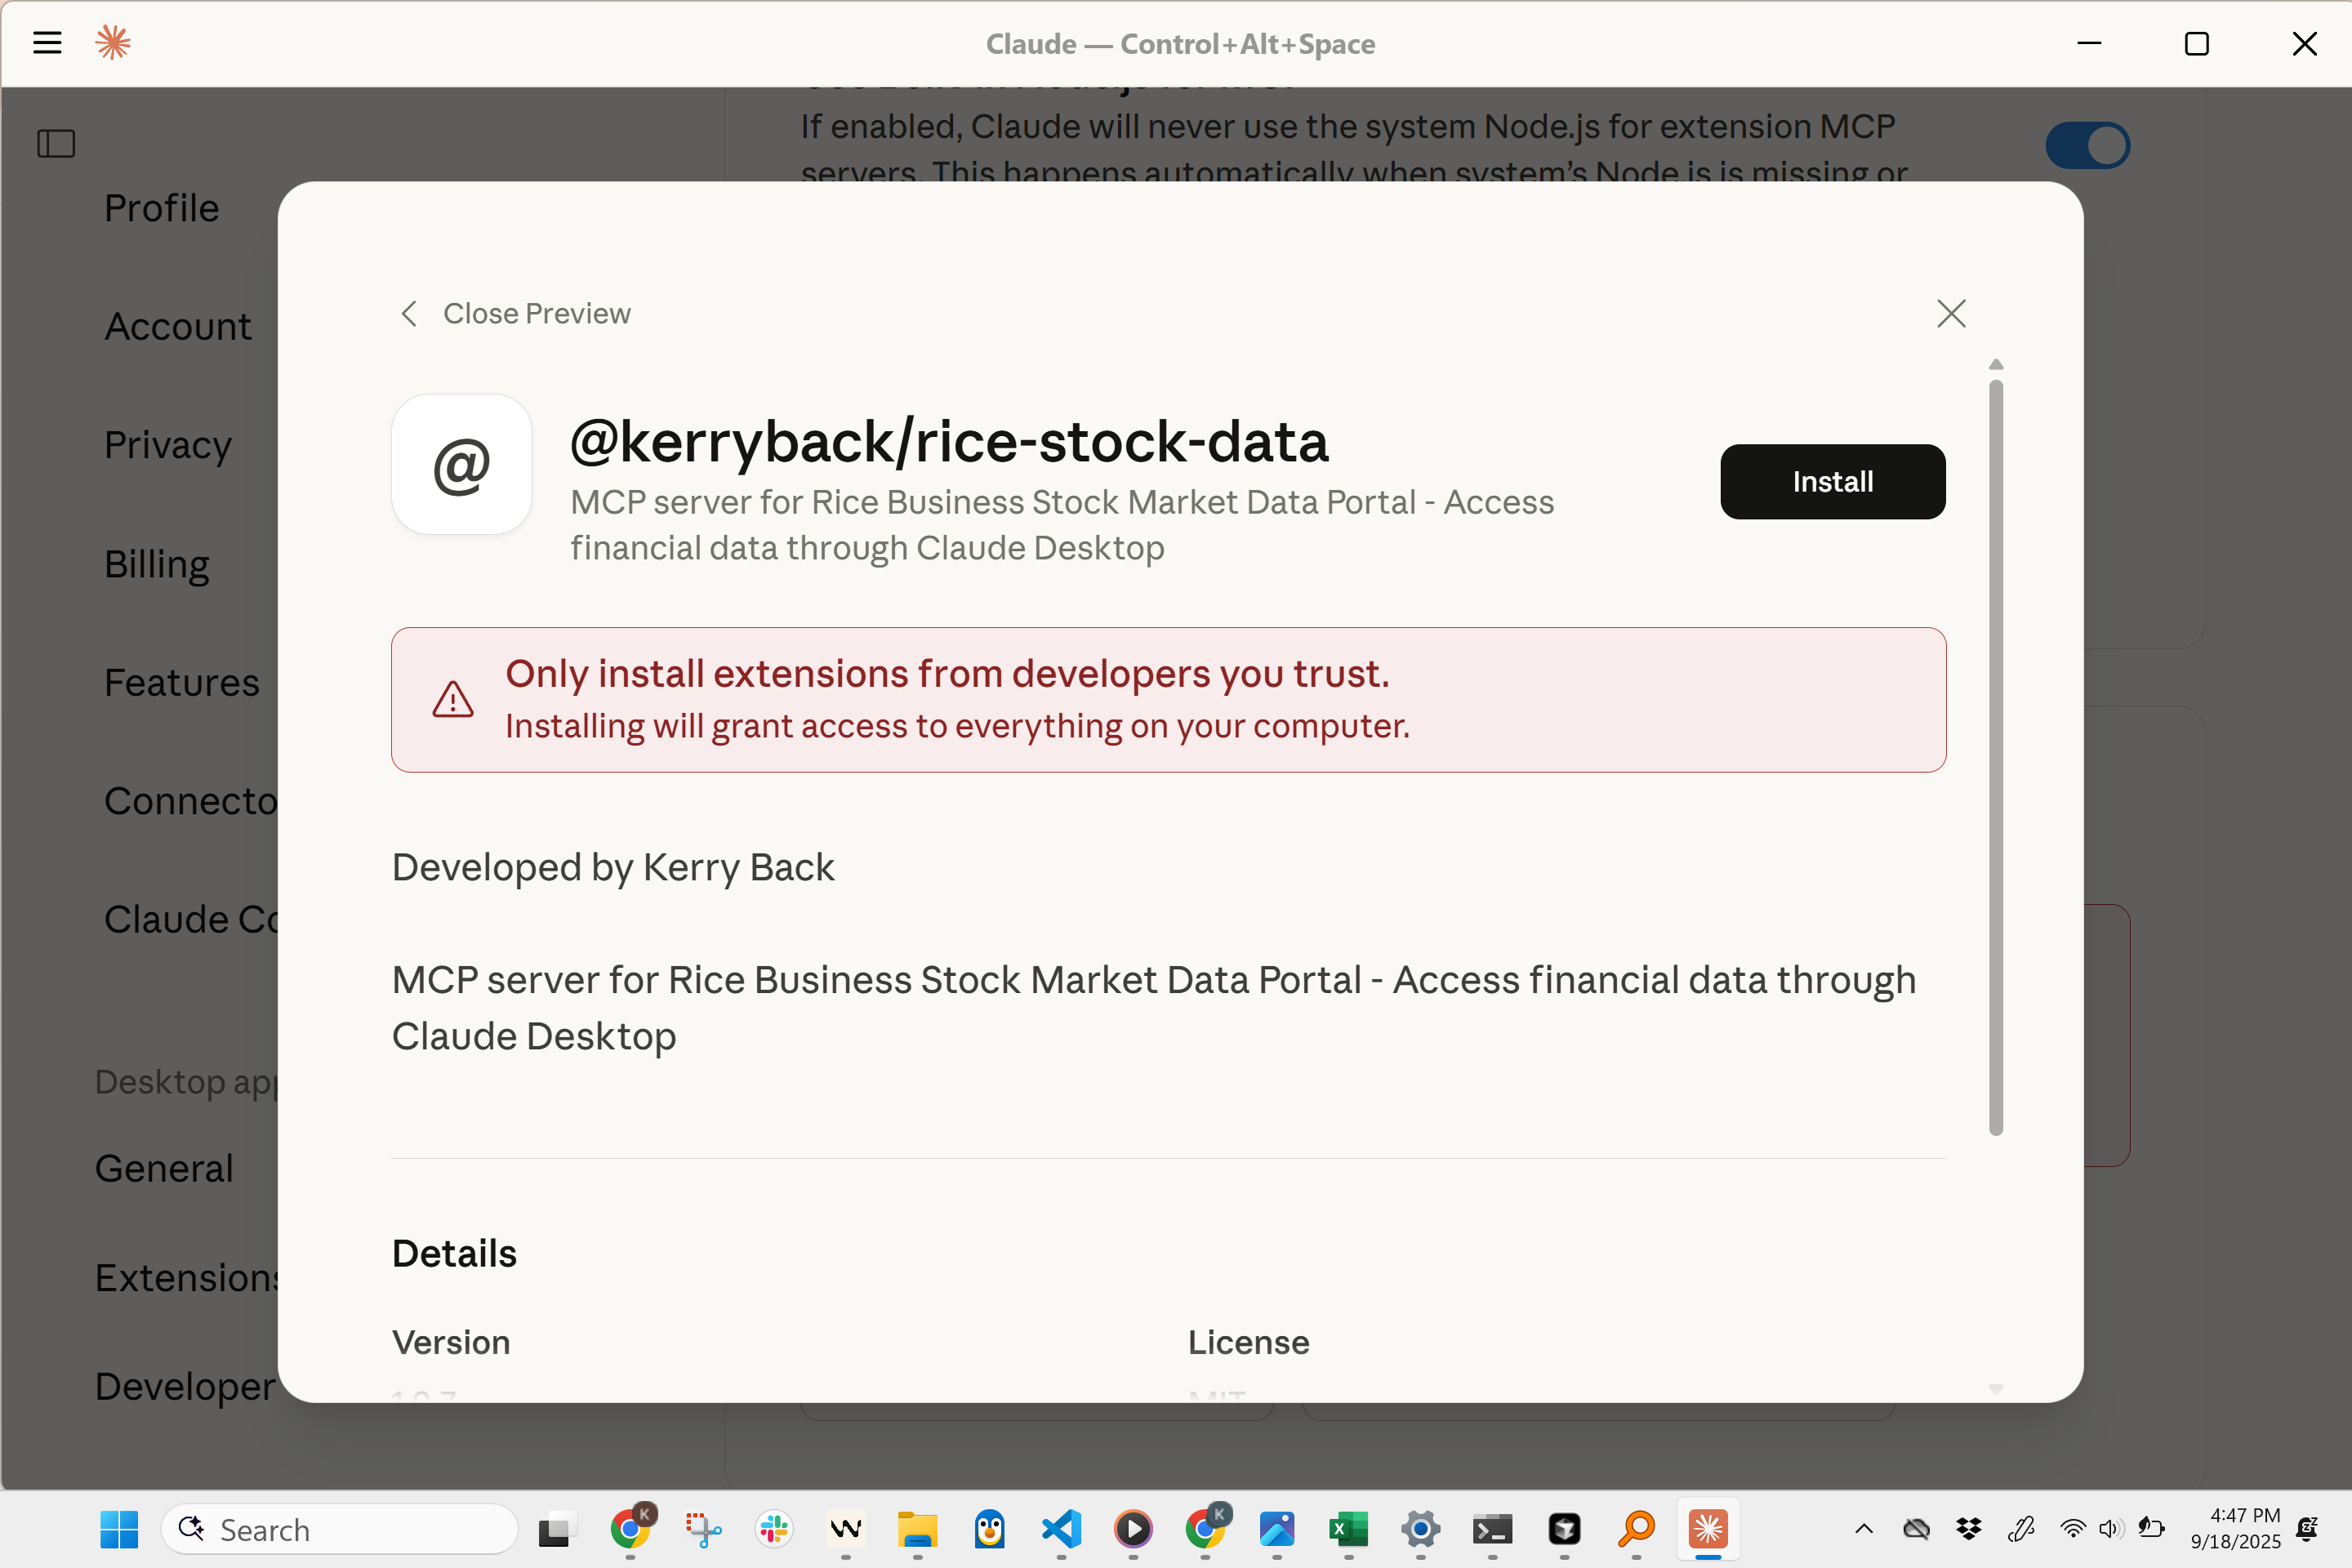 Claude — Control+Alt+Space
If enabled, Claude will never use the system Node.js for extension MCP
servers. This happens automatically when system's Node.js is missing or
Profile
Account
Privacy
Billing
Features
Connecto
Claude Co
Desktop app
General
Extensions
Developer
Close Preview
@
@kerryback/rice-stock-data
MCP server for Rice Business Stock Market Data Portal - Access
financial data through Claude Desktop
Install
Only install extensions from developers you trust.
Installing will grant access to everything on your computer.
Developed by Kerry Back
MCP server for Rice Business Stock Market Data Portal - Access financial data through
Claude Desktop
Details
Version
License
MIT
Search
K
K
4:47 PM
9/18/2025